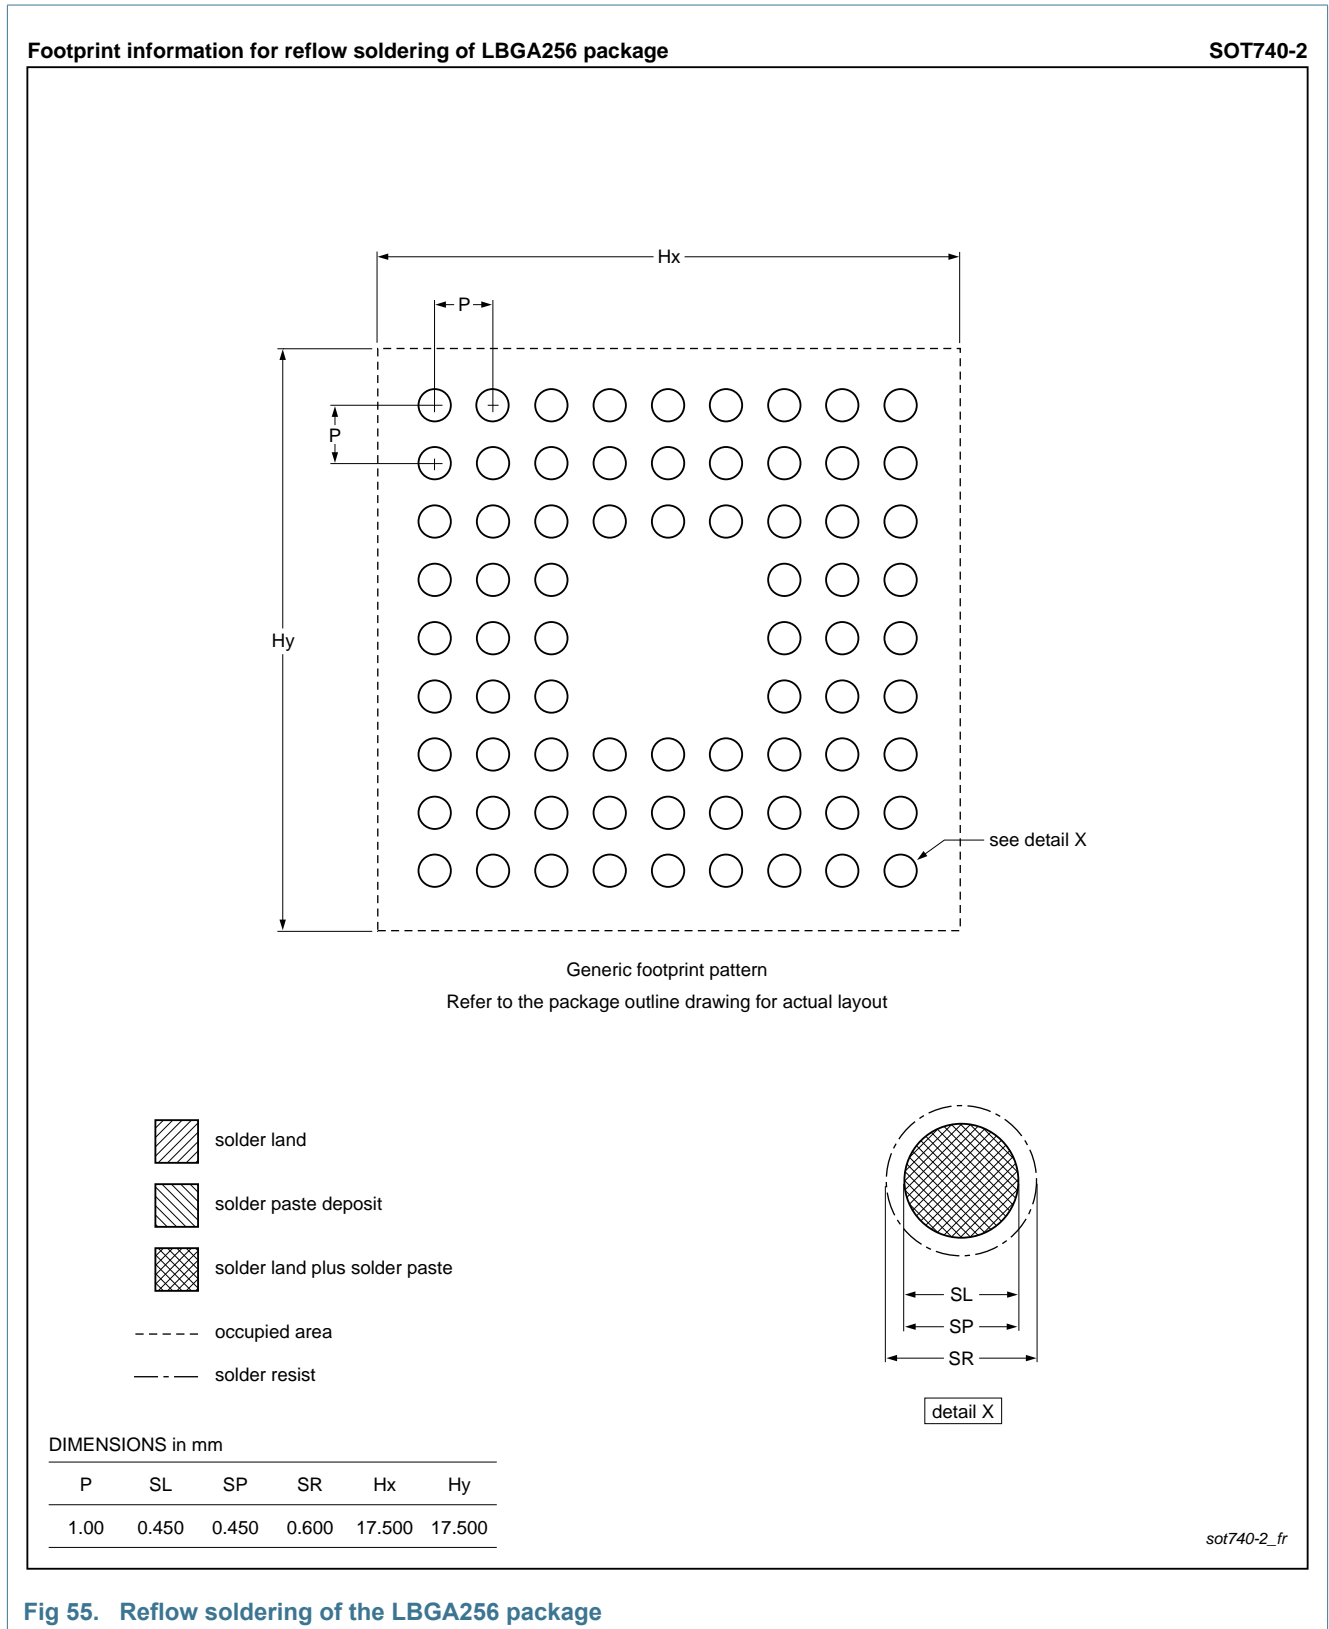 Footprint information for reflow soldering of LBGA256 package SOT740-2
Hx
P
P
Hy
see detail X
Generic footprint pattern
Refer to the package outline drawing for actual layout
solder land
solder paste deposit
solder land plus solder paste
occupied area
solder resist
SL
SP
SR
detail X
DIMENSIONS in mm
P SL SP SR Hx Hy
1.00 0.450 0.450 0.600 17.500 17.500
sot740-2_fr
Fig 55. Reflow soldering of the LBGA256 package